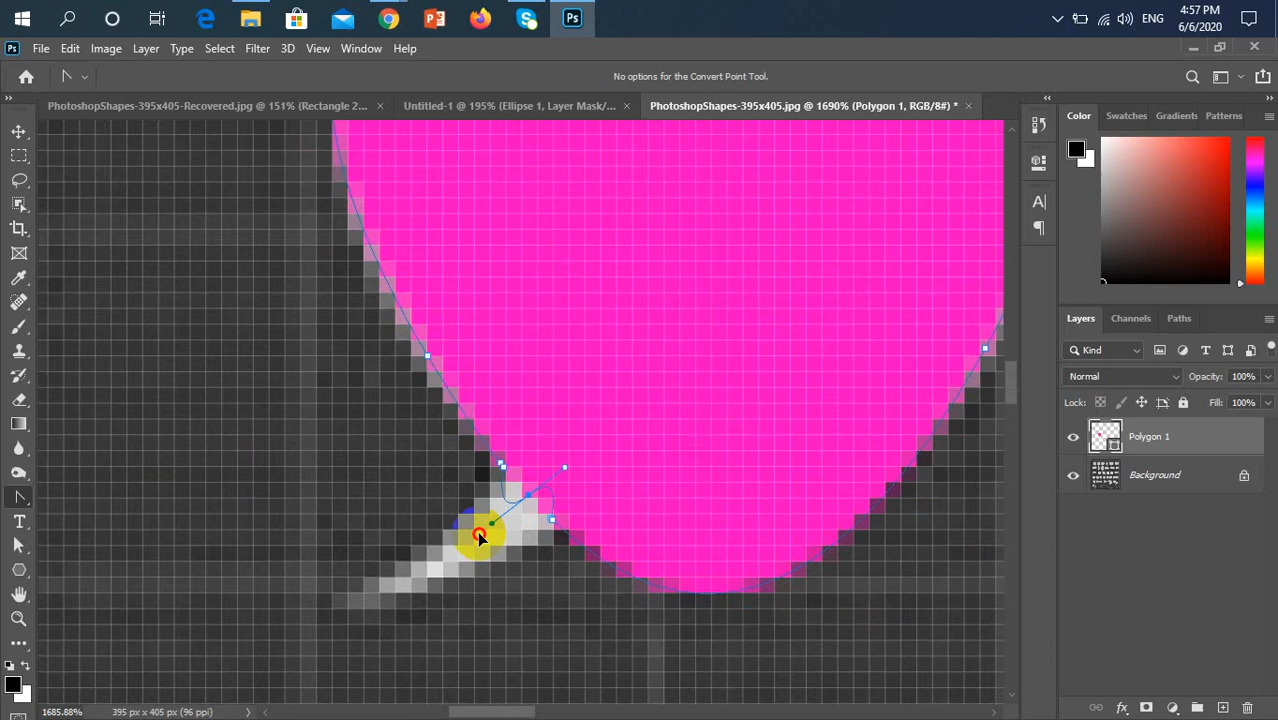 4:57 PM
ENG
6/6/2020
Ps
File Edit Image Layer Type Select Filter 3D View Window Help
No options for the Convert Point Tool.
PhotoshopShapes-395x405-Recovered.jpg @ 151% (Rectangle 2...
Untitled-1 @ 195% (Ellipse 1, Layer Mask/...
PhotoshopShapes-395x405.jpg @ 1690% (Polygon 1, RGB/8#) *
Color Swatches Gradients Patterns
Layers Channels Paths
Kind
Normal Opacity: 100%
Lock: Fill: 100%
Polygon 1
Background
1685.88% 395 px x 405 px (96 ppi)